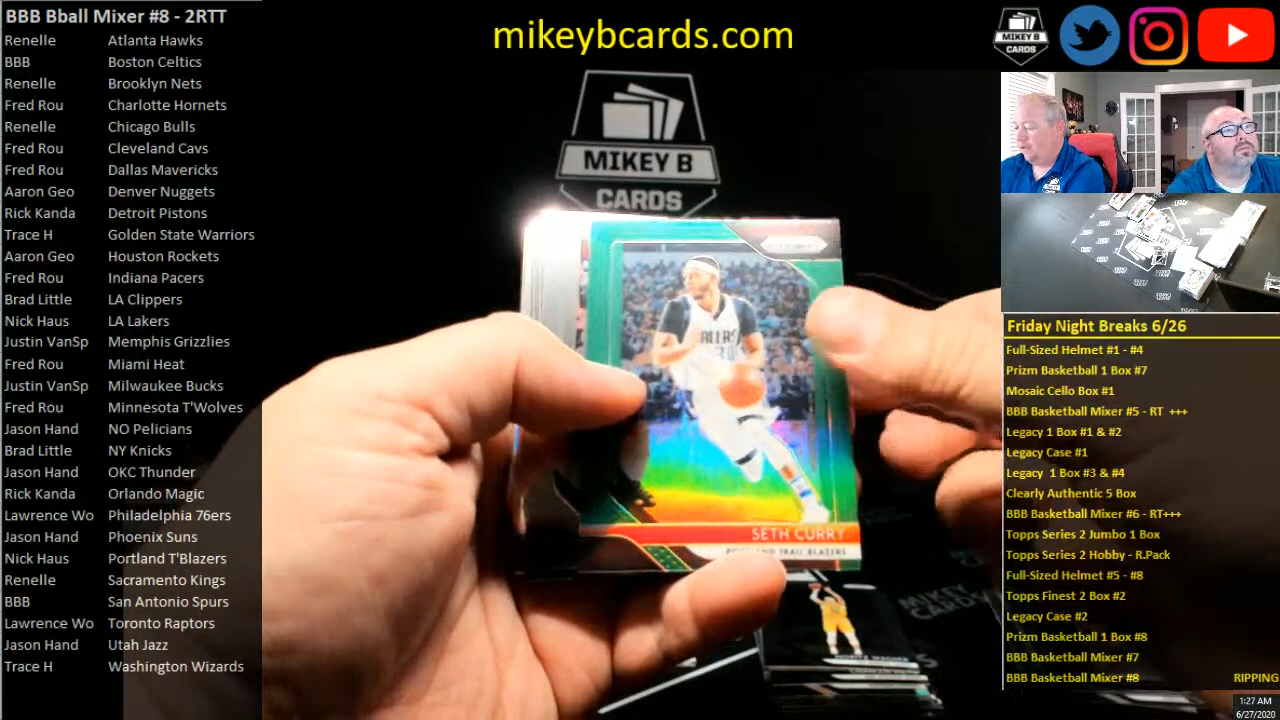 BBB Bball Mixer #8 - 2RTT
Renelle Atlanta Hawks
BBB Boston Celtics
Renelle Brooklyn Nets
Fred Rou Charlotte Hornets
Renelle Chicago Bulls
Fred Rou Cleveland Cavs
Fred Rou Dallas Mavericks
Aaron Geo Denver Nuggets
Rick Kanda Detroit Pistons
Trace H Golden State Warriors
Aaron Geo Houston Rockets
Fred Rou Indiana Pacers
Brad Little LA Clippers
Nick Haus LA Lakers
Justin VanSp Memphis Grizzlies
Fred Rou Miami Heat
Justin VanSp Milwaukee Bucks
Fred Rou Minnesota T'Wolves
Jason Hand NO Pelicians
Brad Little NY Knicks
Jason Hand OKC Thunder
Rick Kanda Orlando Magic
Lawrence Wo Philadelphia 76ers
Jason Hand Phoenix Suns
Nick Haus Portland T'Blazers
Renelle Sacramento Kings
BBB San Antonio Spurs
Lawrence Wo Toronto Raptors
Jason Hand Utah Jazz
Trace H Washington Wizards
mikeybcards.com
MIKEY B
CARDS
SETH CURRY
PORTLAND TRAIL BLAZERS
MORITZ WAGNER
MIKEY B
CARDS
Friday Night Breaks 6/26
Full-Sized Helmet #1 - #4
Prizm Basketball 1 Box #7
Mosaic Cello Box #1
BBB Basketball Mixer #5 - RT +++
Legacy 1 Box #1 & #2
Legacy Case #1
Legacy 1 Box #3 & #4
Clearly Authentic 5 Box
BBB Basketball Mixer #6 - RT+++
Topps Series 2 Jumbo 1 Box
Topps Series 2 Hobby - R.Pack
Full-Sized Helmet #5 - #8
Topps Finest 2 Box #2
Legacy Case #2
Prizm Basketball 1 Box #8
BBB Basketball Mixer #7
BBB Basketball Mixer #8 RIPPING
1:27 AM
6/27/2020